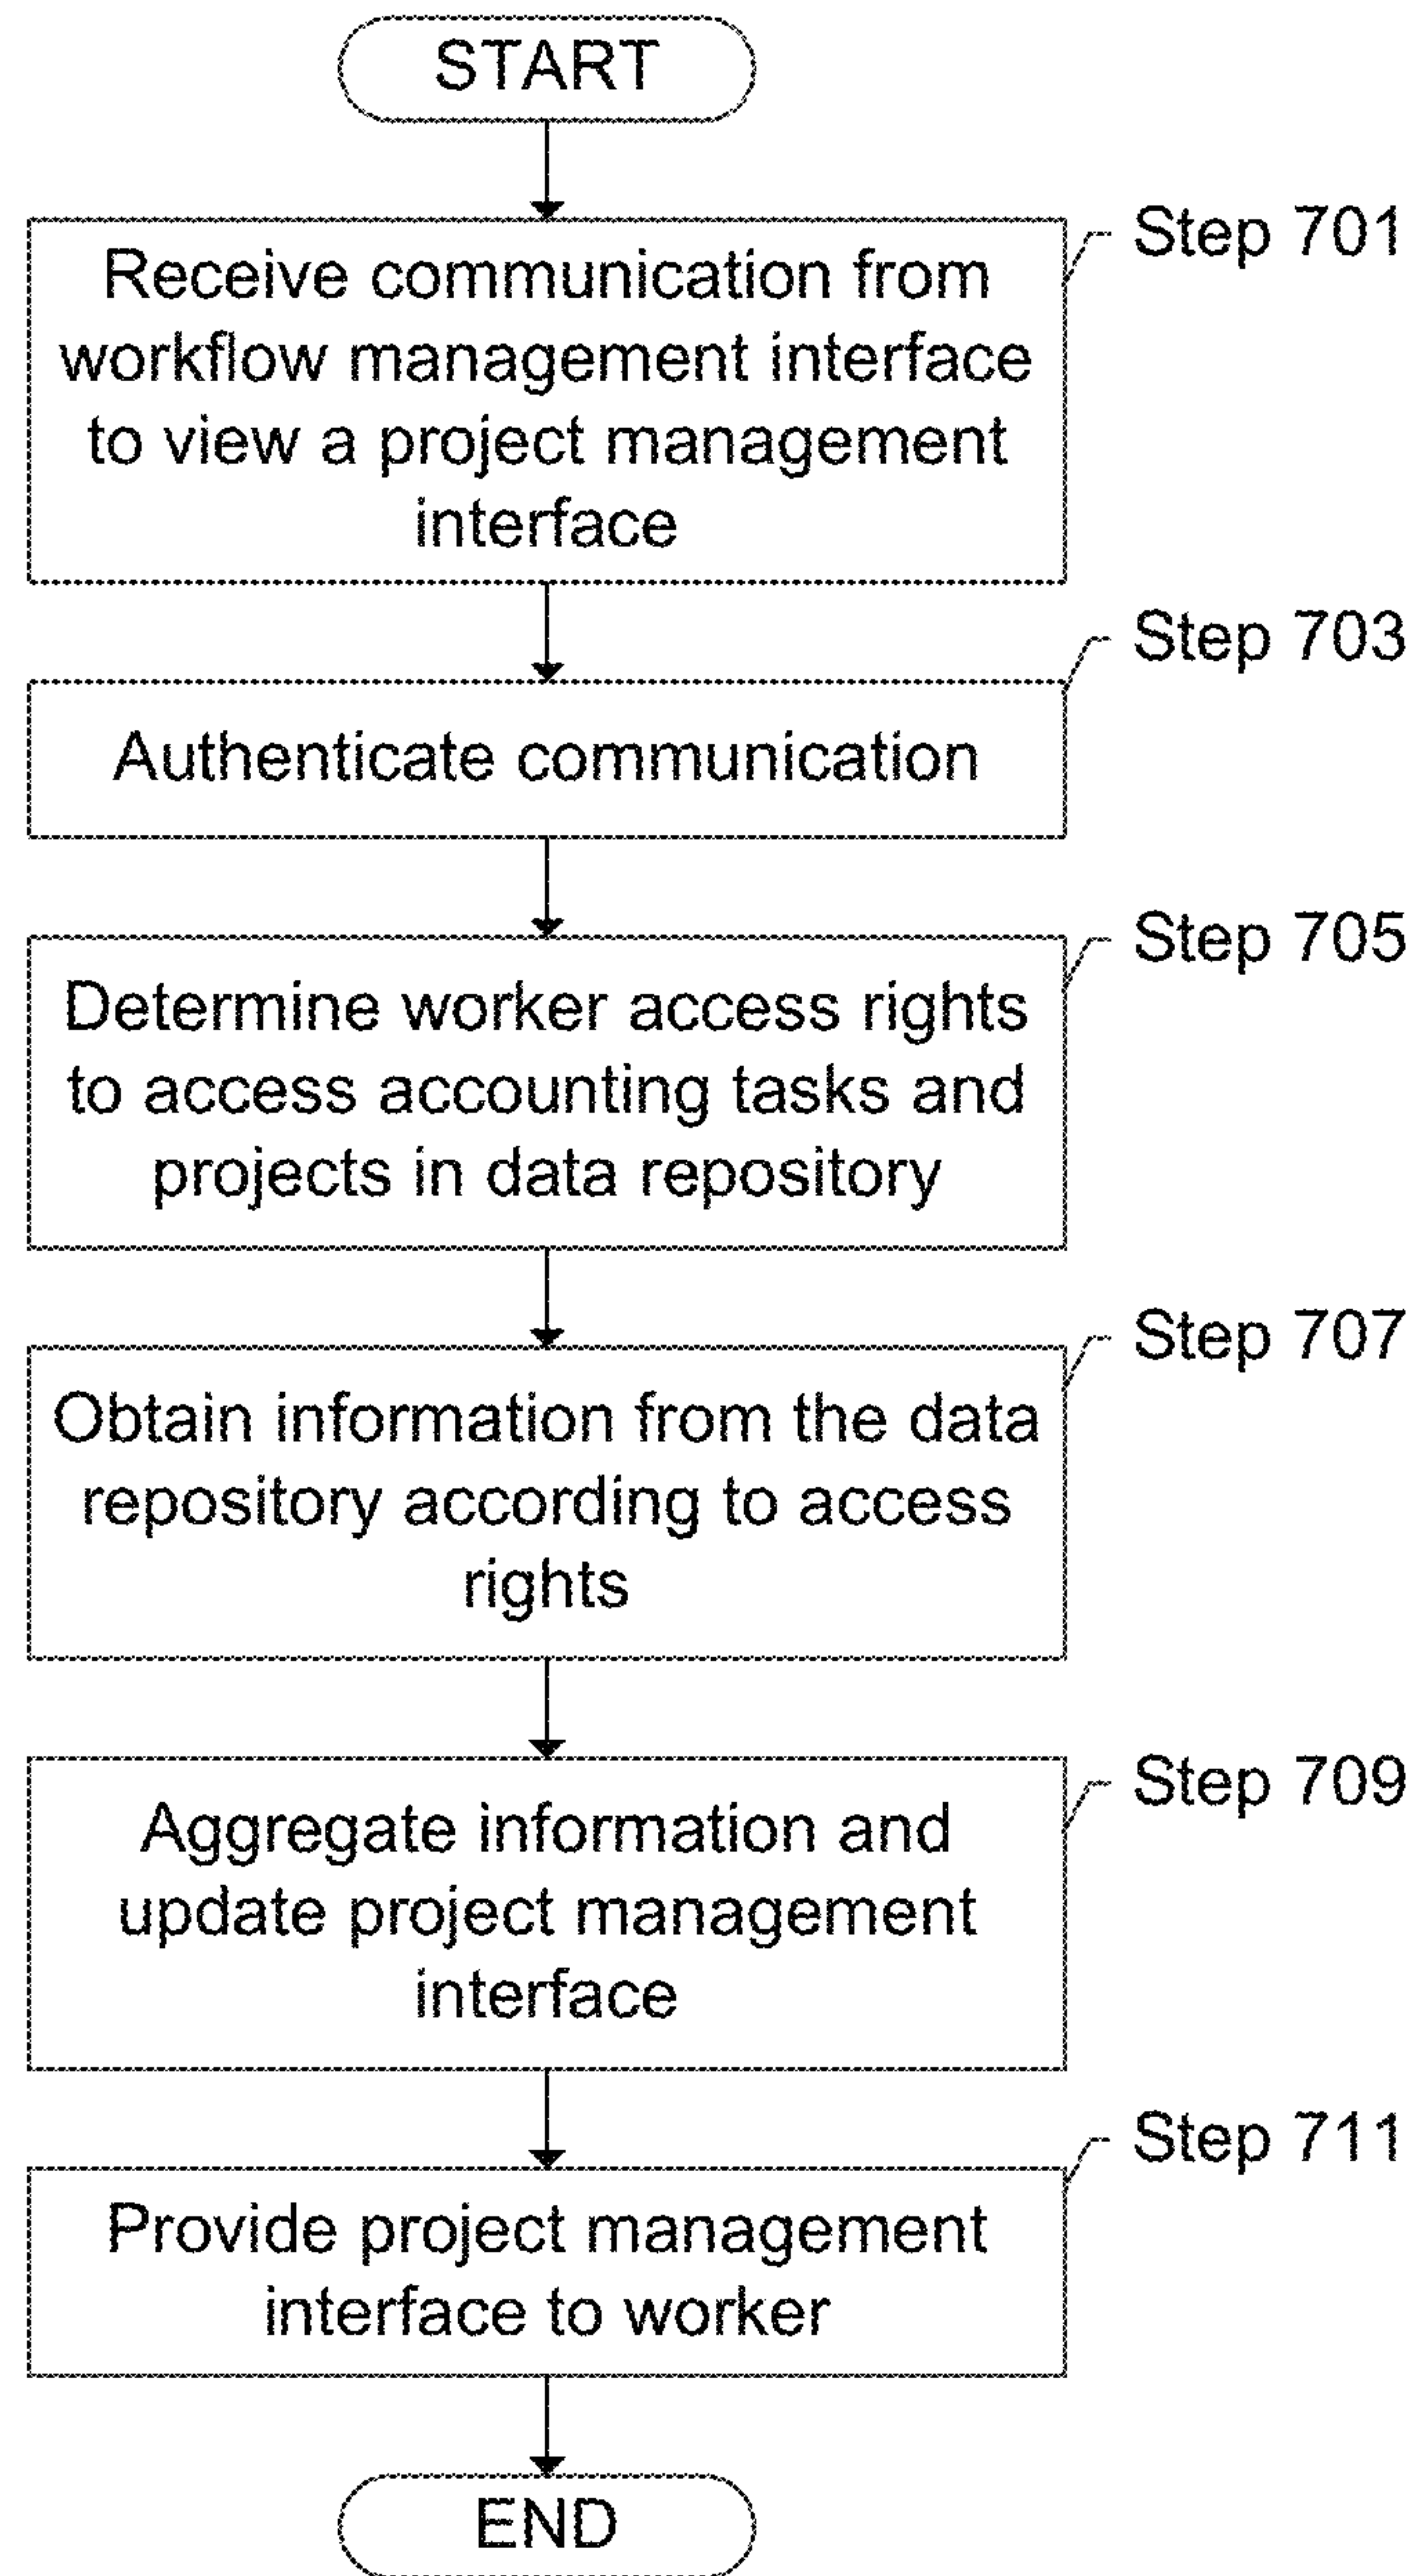 START
Step 701
Receive communication from
workflow management interface
to view a project management
interface
Step 703
Authenticate communication
Step 705
Determine worker access rights
to access accounting tasks and
projects in data repository
Step 707
Obtain information from the data
repository according to access
rights
Step 709
Aggregate information and
update project management
interface
Step 711
Provide project management
interface to worker
END